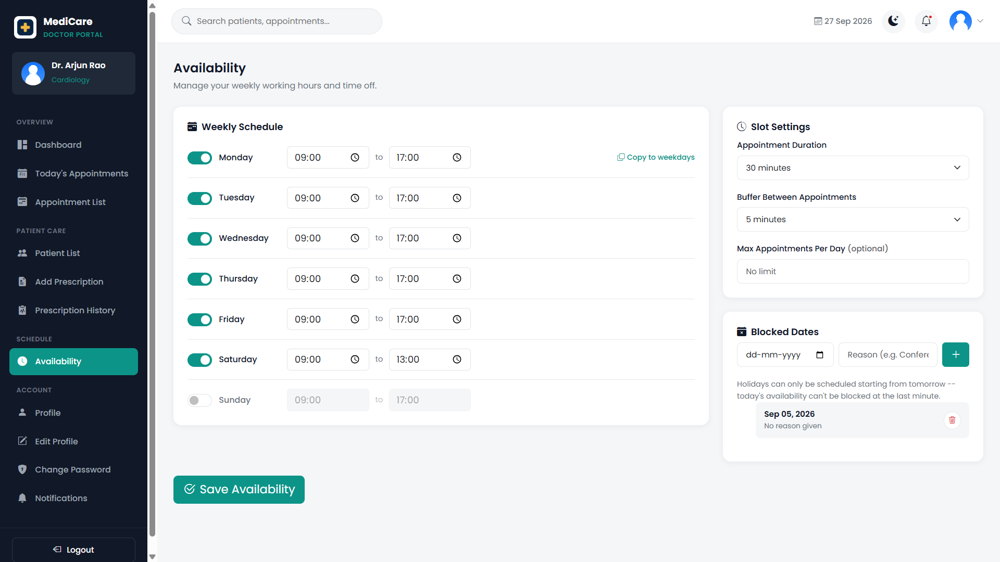 MediCare
DOCTOR PORTAL
Dr. Arjun Rao
Cardiology
OVERVIEW
Dashboard
Fri
Today's Appointments
Appointment List
PATIENT CARE
Patient List
Add Prescription
Prescription History
SCHEDULE
Availability
ACCOUNT
Profile
Edit Profile
Change Password
Notifications
Logout
Search patients, appointments...
27 Sep 2026
Availability
Manage your weekly working hours and time off.
Weekly Schedule
Monday 09:00 to 17:00 Copy to weekdays
Tuesday 09:00 to 17:00
Wednesday 09:00 to 17:00
Thursday 09:00 to 17:00
Friday 09:00 to 17:00
Saturday 09:00 to 13:00
Sunday 09:00 to 17:00
Save Availability
Slot Settings
Appointment Duration
30 minutes
Buffer Between Appointments
5 minutes
Max Appointments Per Day (optional)
No limit
Blocked Dates
dd-mm-yyyy Reason (e.g. Confere
Holidays can only be scheduled starting from tomorrow --
today's availability can't be blocked at the last minute.
Sep 05, 2026
No reason given